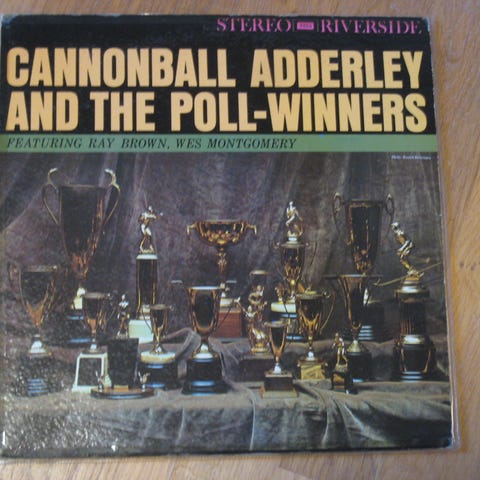 STEREO RIVERSIDE
CANNONBALL ADDERLEY
AND THE POLL-WINNERS
FEATURING RAY BROWN, WES MONTGOMERY